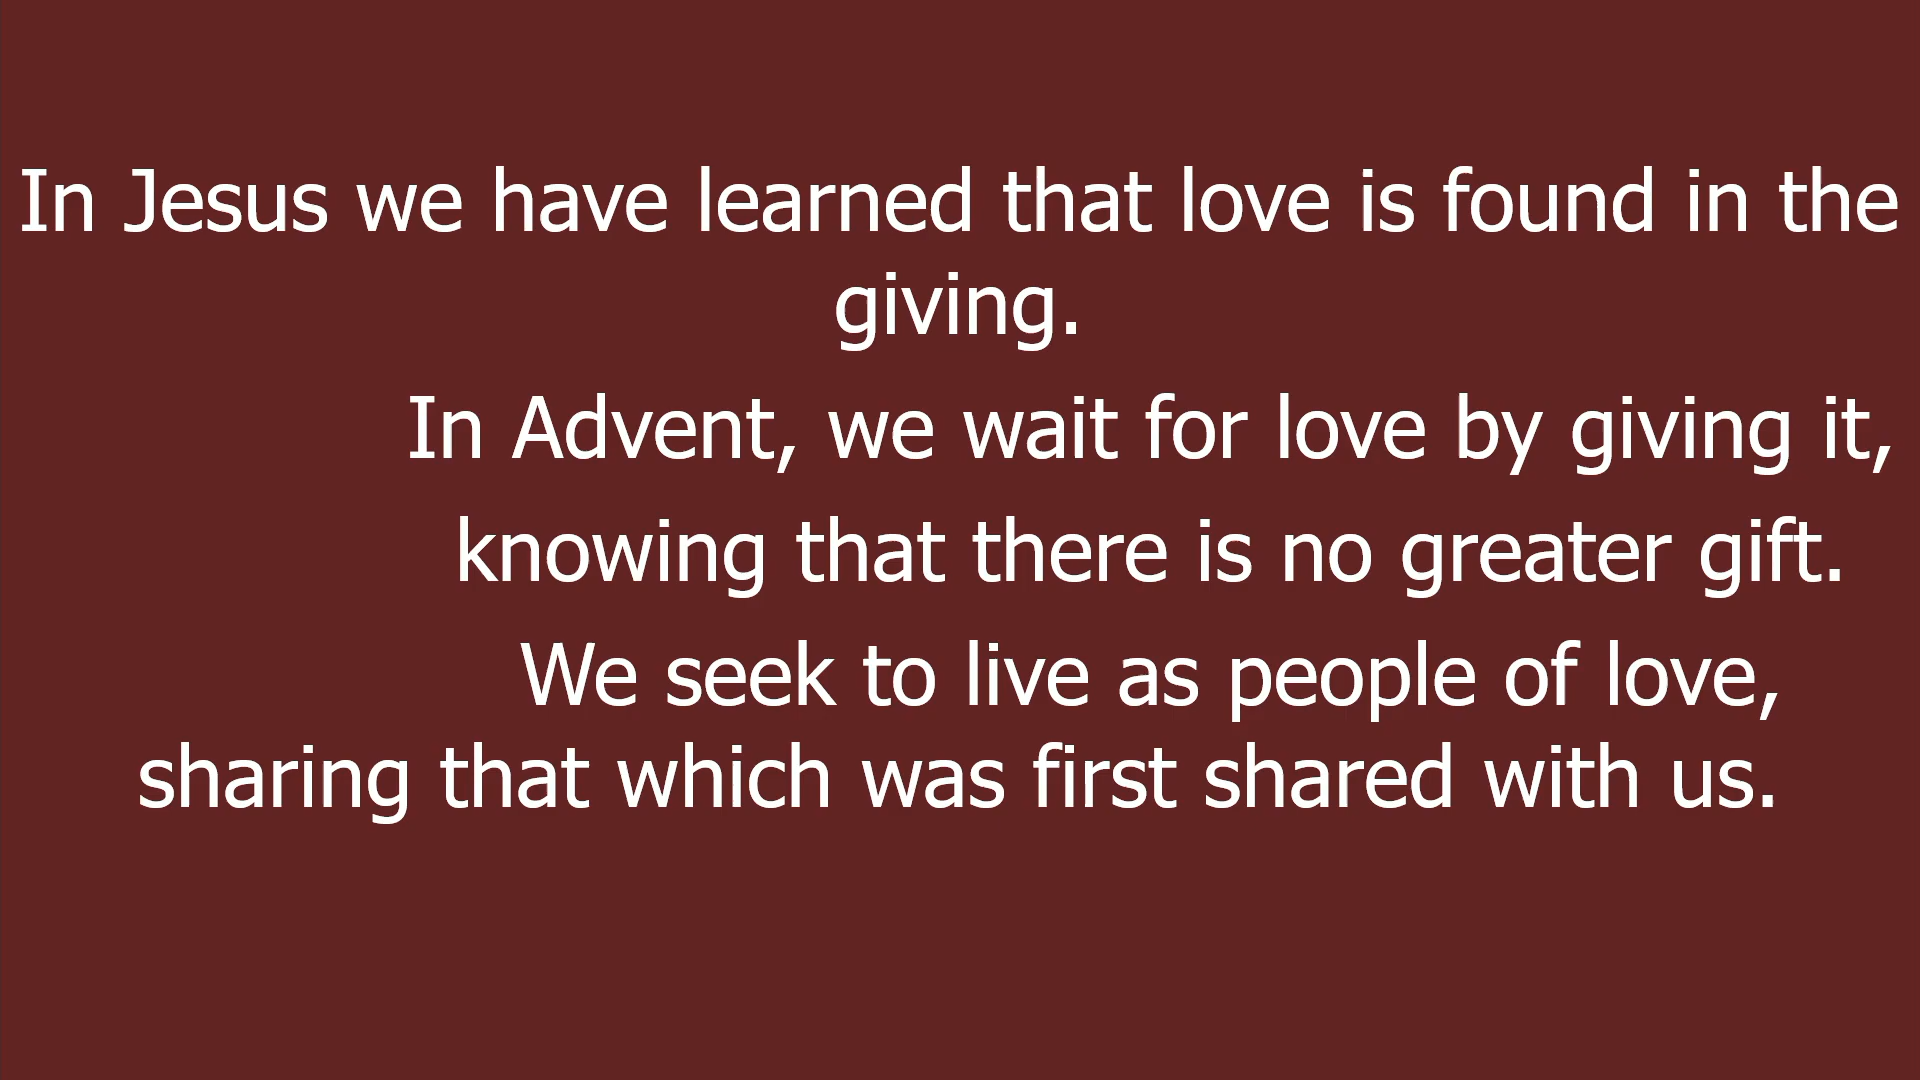 In Jesus we have learned that love is found in the
giving.
In Advent, we wait for love by giving it,
knowing that there is no greater gift.
We seek to live as people of love,
sharing that which was first shared with us.